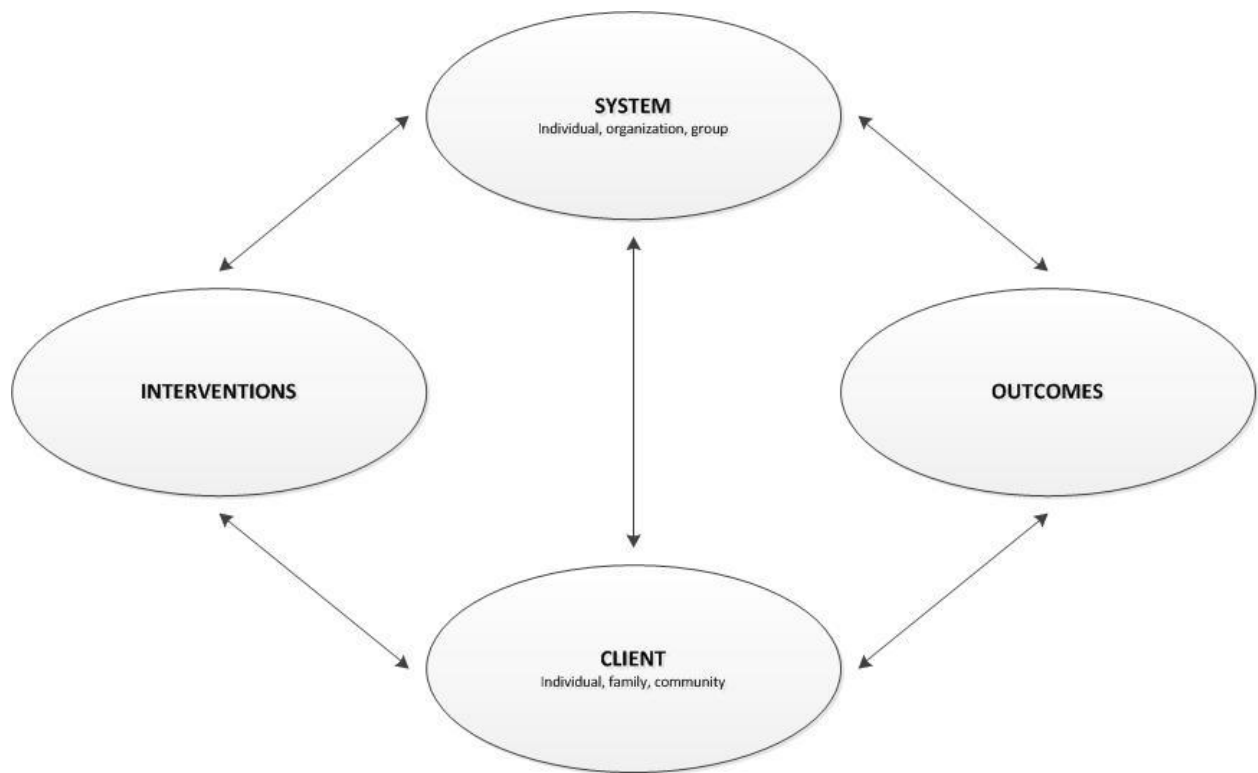 SYSTEM
Individual, organization, group
INTERVENTIONS
OUTCOMES
CLIENT
Individual, family, community